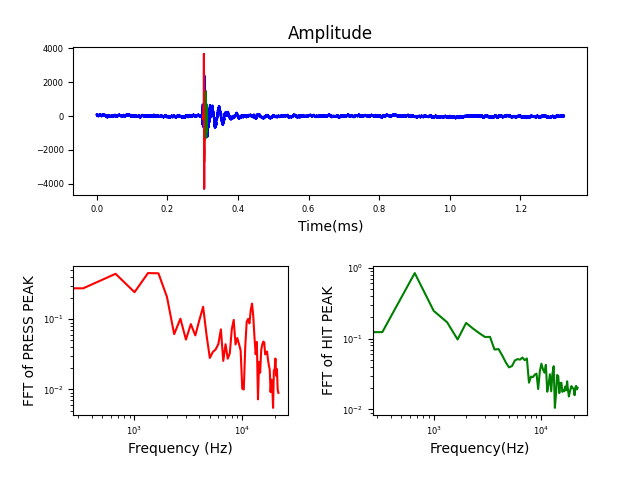 Amplitude
4000
2000
0
−2000
−4000
0.0 0.2 0.4 0.6 0.8 1.0 1.2
Time(ms)
FFT of PRESS PEAK
10⁻¹
10⁻²
10³ 10⁴
Frequency (Hz)
FFT of HIT PEAK
10⁰
10⁻¹
10⁻²
10³ 10⁴
Frequency(Hz)